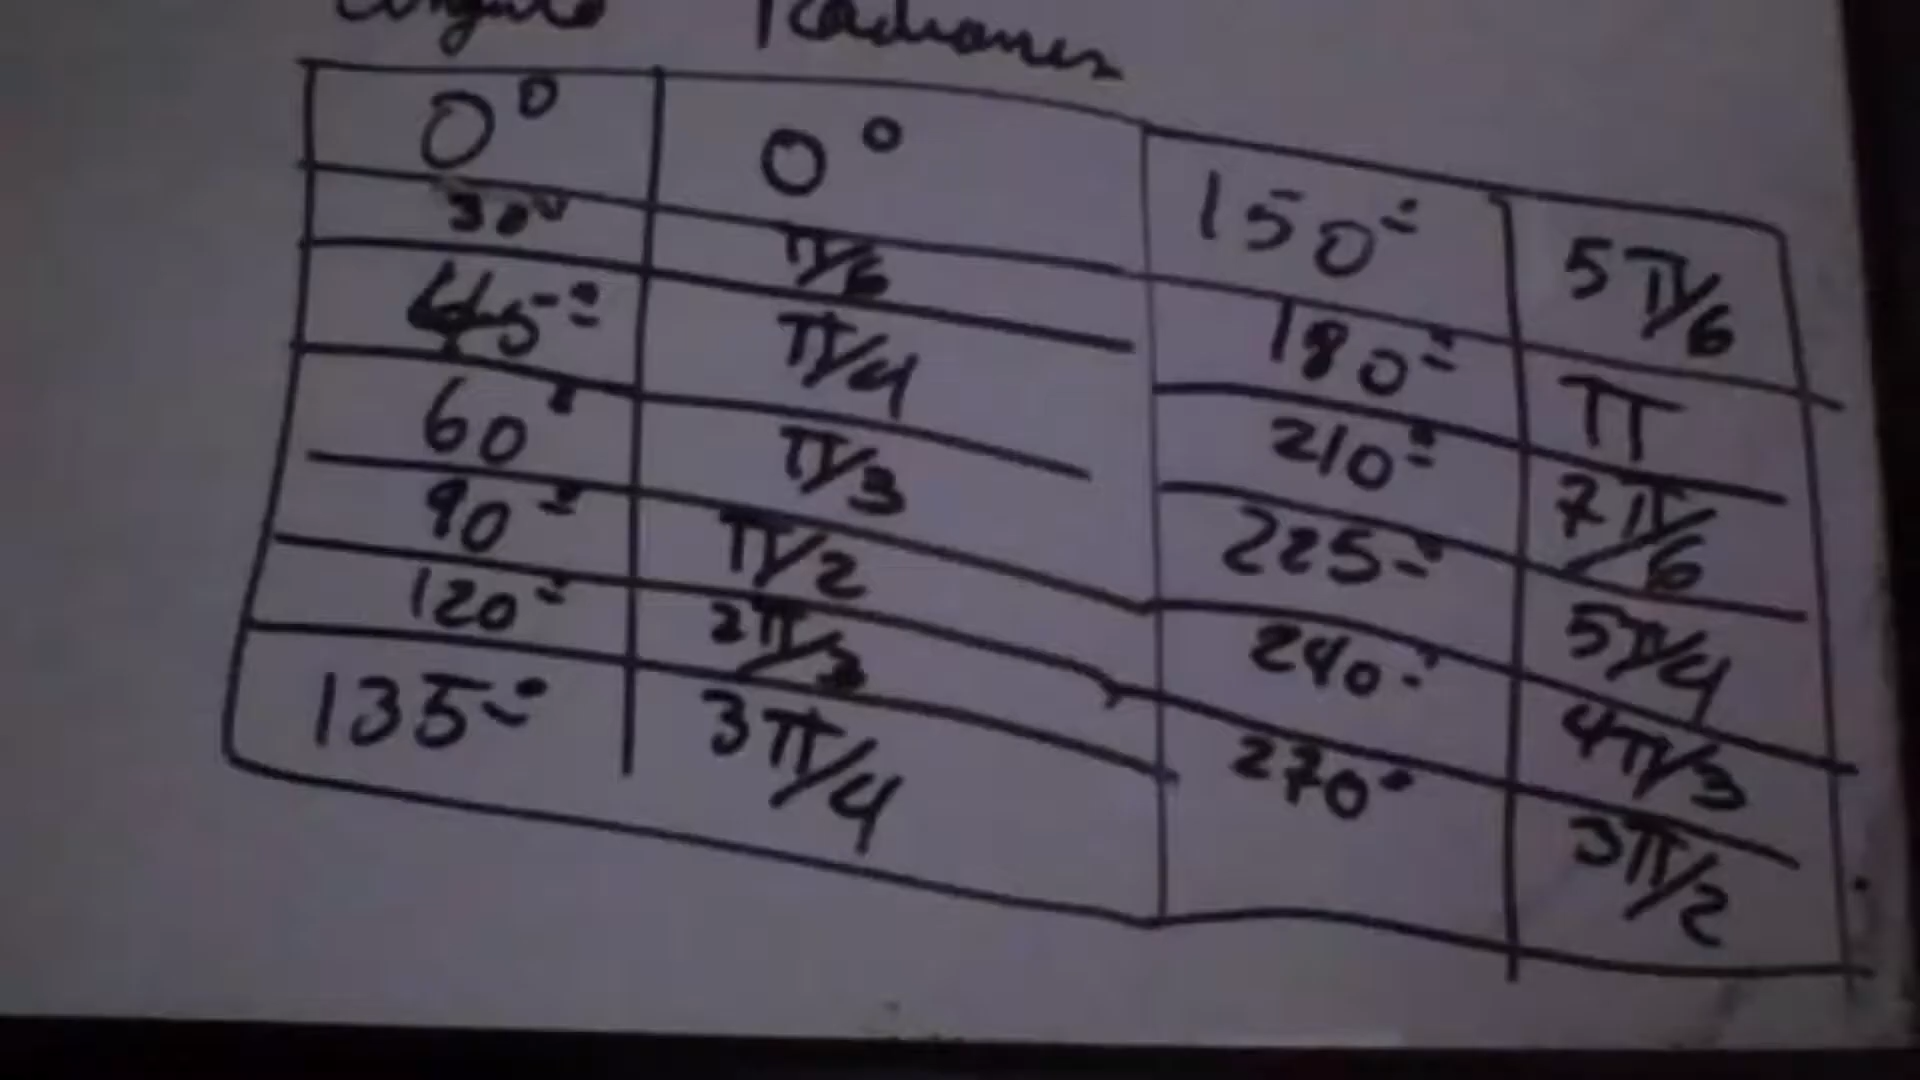 Angulo Radianes
0° 0° 150° 5π/6
30° π/6 180° π
45° π/4 210° 7π/6
60° π/3 225° 5π/4
90° π/2 240° 4π/3
120° 2π/3 270° 3π/2
135° 3π/4